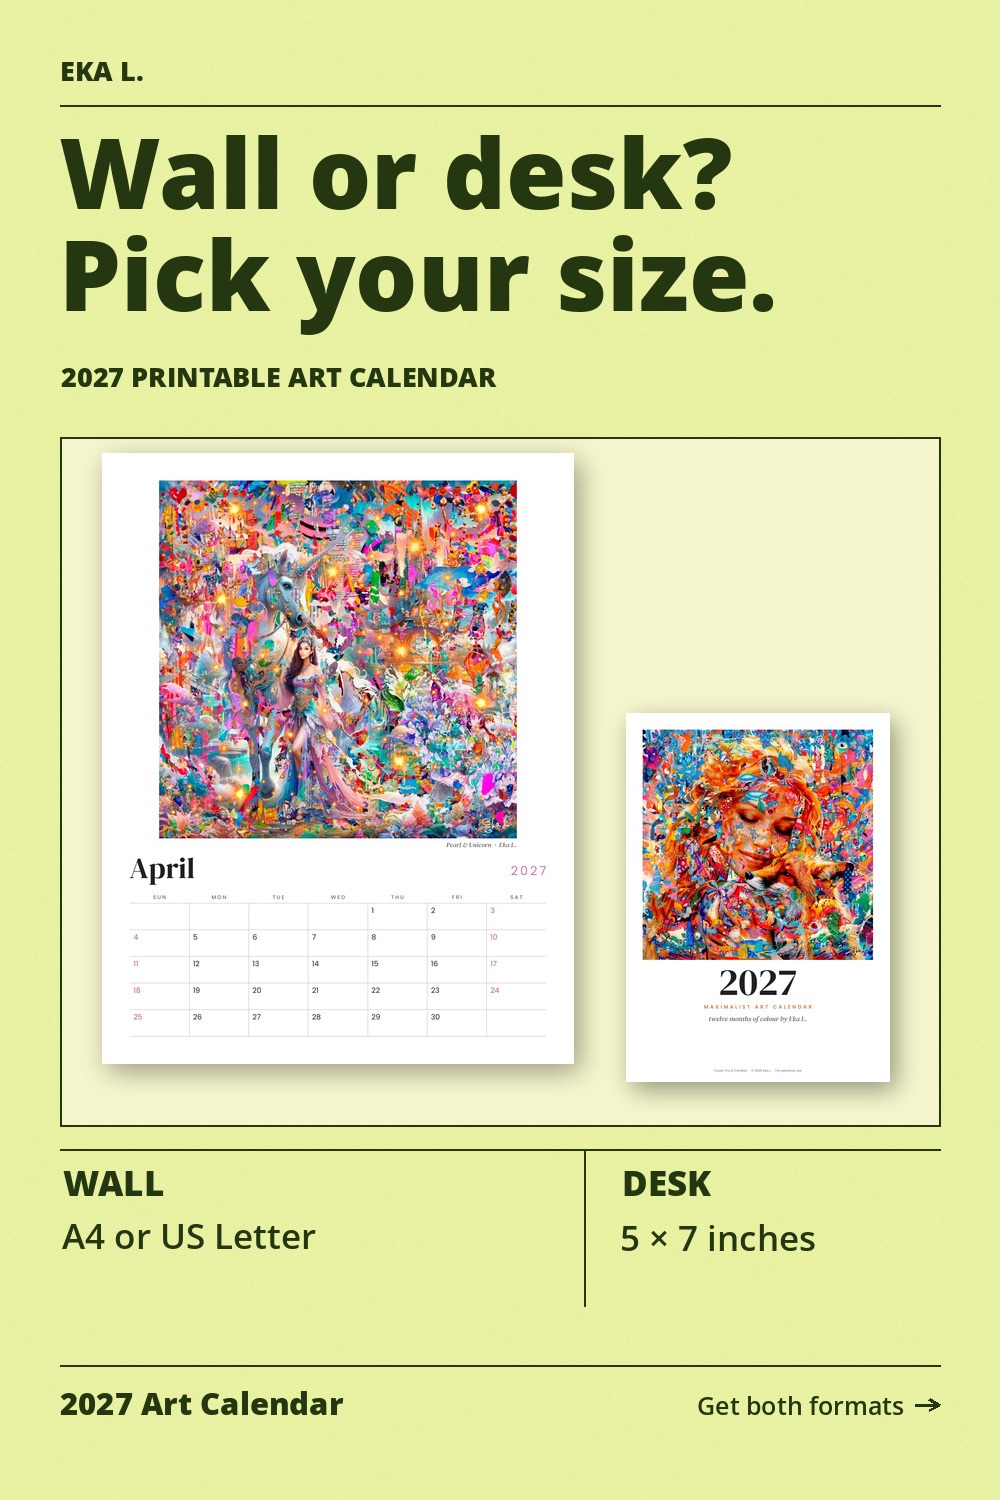 EKA L.
Wall or desk?
Pick your size.
2027 PRINTABLE ART CALENDAR
Pearl & Unicorn · Eka L.
April 2027
SUN MON TUE WED THU FRI SAT
1 2 3
4 5 6 7 8 9 10
11 12 13 14 15 16 17
18 19 20 21 22 23 24
25 26 27 28 29 30
2027
MAXIMALIST ART CALENDAR
twelve months of colour by Eka L.
WALL
A4 or US Letter
DESK
5 × 7 inches
2027 Art Calendar
Get both formats →